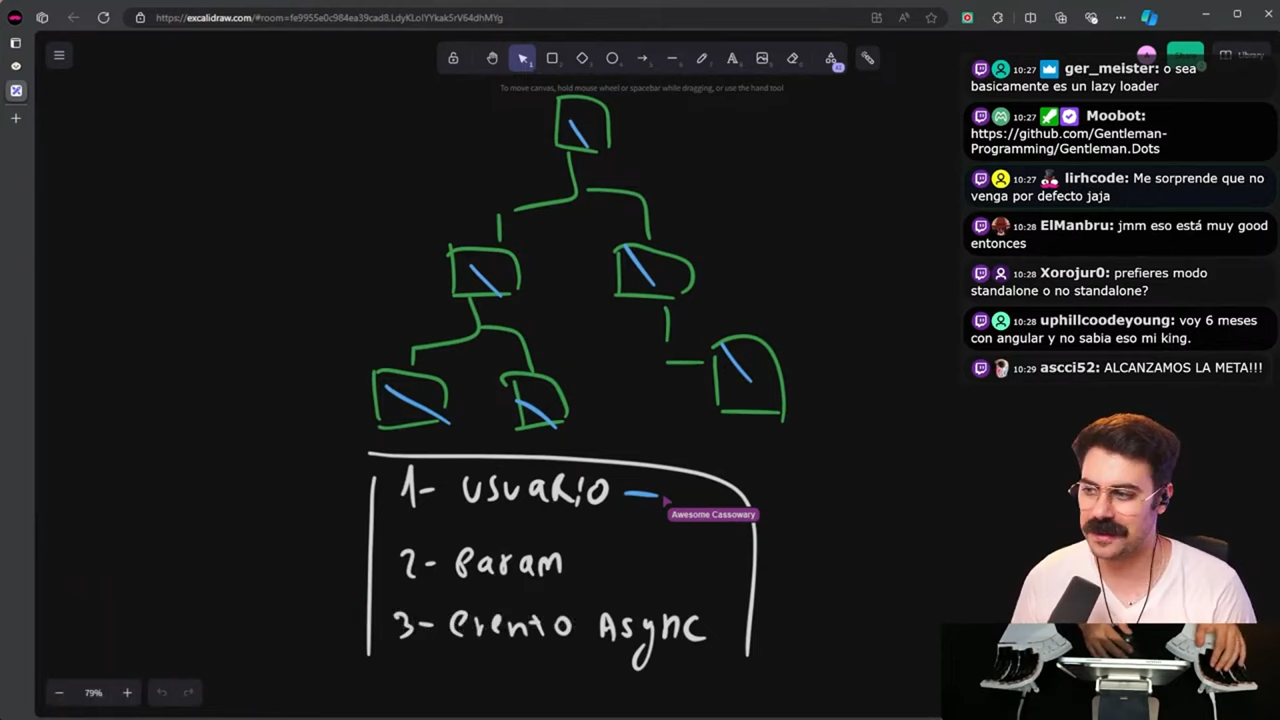 https://excalidraw.com/#room=fe9955e0c984ea39cad8,LdyKLolYYkak5rV64dhMYg
Share
Library
To move canvas, hold mouse wheel or spacebar while dragging, or use the hand tool
AI
1- USUARIO
Awesome Cassowary
2- Param
3- Evento Async
79%
10:27 ger_meister: o sea
basicamente es un lazy loader
10:27 Moobot:
https://github.com/Gentleman-
Programming/Gentleman.Dots
10:27 lirhcode: Me sorprende que no
venga por defecto jaja
10:28 ElManbru: jmm eso está muy good
entonces
10:28 Xorojur0: prefieres modo
standalone o no standalone?
10:28 uphillcoodeyoung: voy 6 meses
con angular y no sabia eso mi king.
10:29 ascci52: ALCANZAMOS LA META!!!